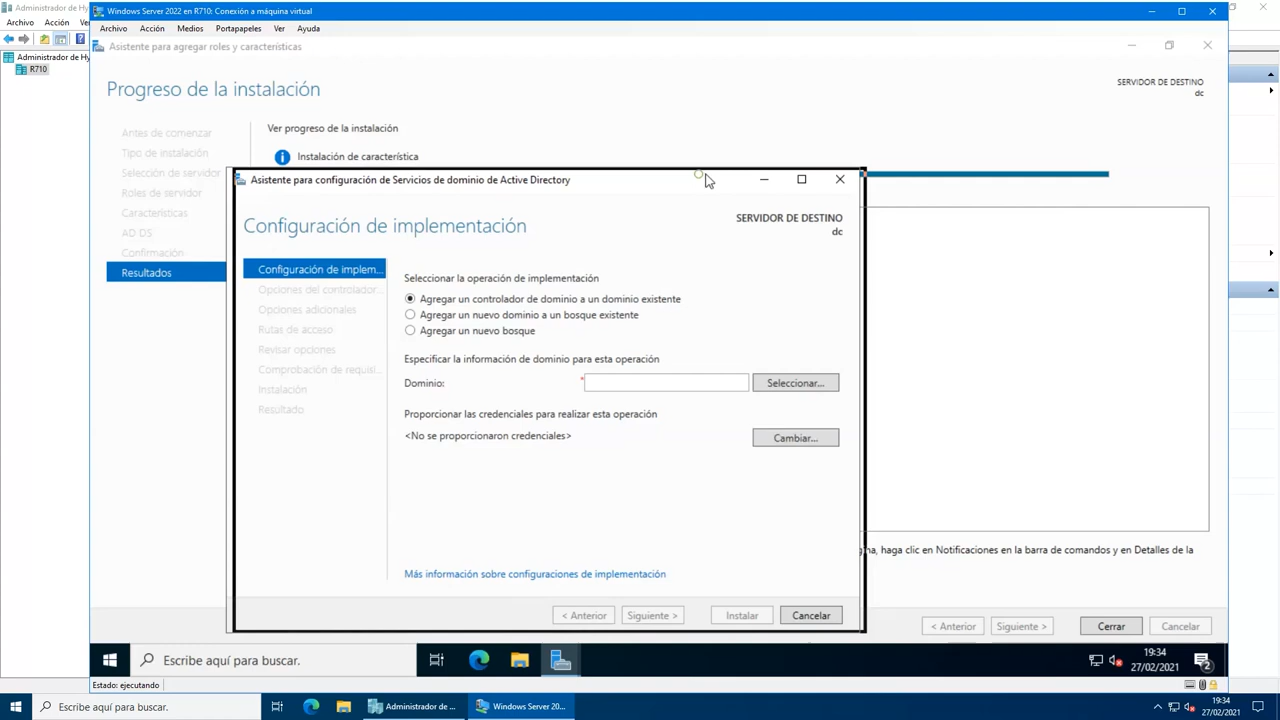 Administrador de Hy
Archivo Acción Ve
Administrador de Hy
R710
Windows Server 2022 en R710: Conexión a máquina virtual
Archivo Acción Medios Portapapeles Ver Ayuda
Asistente para agregar roles y características
Progreso de la instalación
SERVIDOR DE DESTINO
dc
Antes de comenzar
Tipo de instalación
Selección de servidor
Roles de servidor
Características
AD DS
Confirmación
Resultados
Ver progreso de la instalación
Instalación de característica
Asistente para configuración de Servicios de dominio de Active Directory
Configuración de implementación
SERVIDOR DE DESTINO
dc
Configuración de implem...
Opciones del controlador...
Opciones adicionales
Rutas de acceso
Revisar opciones
Comprobación de requisi...
Instalación
Resultado
Seleccionar la operación de implementación
Agregar un controlador de dominio a un dominio existente
Agregar un nuevo dominio a un bosque existente
Agregar un nuevo bosque
Especificar la información de dominio para esta operación
Dominio: * Seleccionar...
Proporcionar las credenciales para realizar esta operación
<No se proporcionaron credenciales> Cambiar...
Más información sobre configuraciones de implementación
< Anterior Siguiente > Instalar Cancelar
gina, haga clic en Notificaciones en la barra de comandos y en Detalles de la
< Anterior Siguiente > Cerrar Cancelar
Escribe aquí para buscar.
19:34
27/02/2021
2
Estado: ejecutando
Escribe aquí para buscar.
Administrador de ...
Windows Server 20...
19:34
27/02/2021